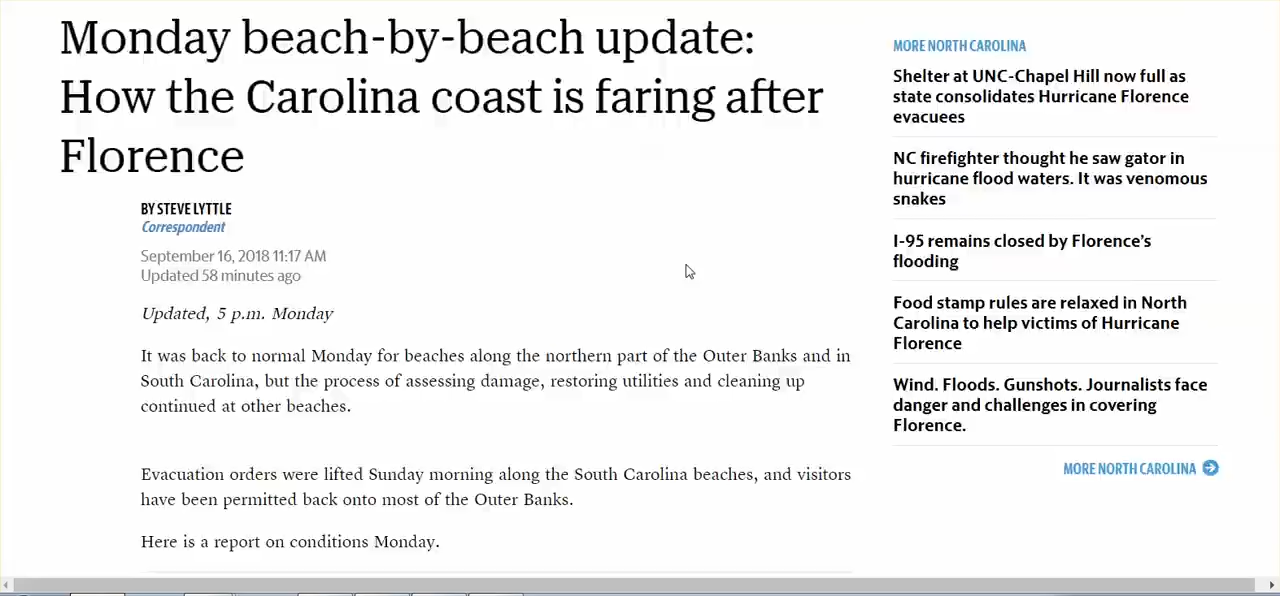 Monday beach-by-beach update:
How the Carolina coast is faring after
Florence
BY STEVE LYTTLE
Correspondent
September 16, 2018 11:17 AM
Updated 58 minutes ago
Updated, 5 p.m. Monday
It was back to normal Monday for beaches along the northern part of the Outer Banks and in
South Carolina, but the process of assessing damage, restoring utilities and cleaning up
continued at other beaches.
Evacuation orders were lifted Sunday morning along the South Carolina beaches, and visitors
have been permitted back onto most of the Outer Banks.
Here is a report on conditions Monday.
MORE NORTH CAROLINA
Shelter at UNC-Chapel Hill now full as
state consolidates Hurricane Florence
evacuees
NC firefighter thought he saw gator in
hurricane flood waters. It was venomous
snakes
I-95 remains closed by Florence's
flooding
Food stamp rules are relaxed in North
Carolina to help victims of Hurricane
Florence
Wind. Floods. Gunshots. Journalists face
danger and challenges in covering
Florence.
MORE NORTH CAROLINA